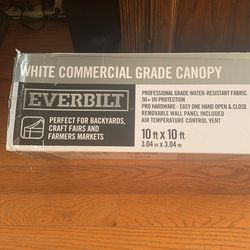 WHITE COMMERCIAL GRADE CANOPY
EVERBILT
PERFECT FOR BACKYARDS,
CRAFT FAIRS AND
FARMERS MARKETS
PROFESSIONAL GRADE WATER-RESISTANT FABRIC
50+ UV PROTECTION
PRO HARDWARE - EASY ONE HAND OPEN & CLOSE
REMOVABLE WALL PANEL INCLUDED
AIR TEMPERATURE CONTROL VENT
10 ft x 10 ft
3.04 m x 3.04 m